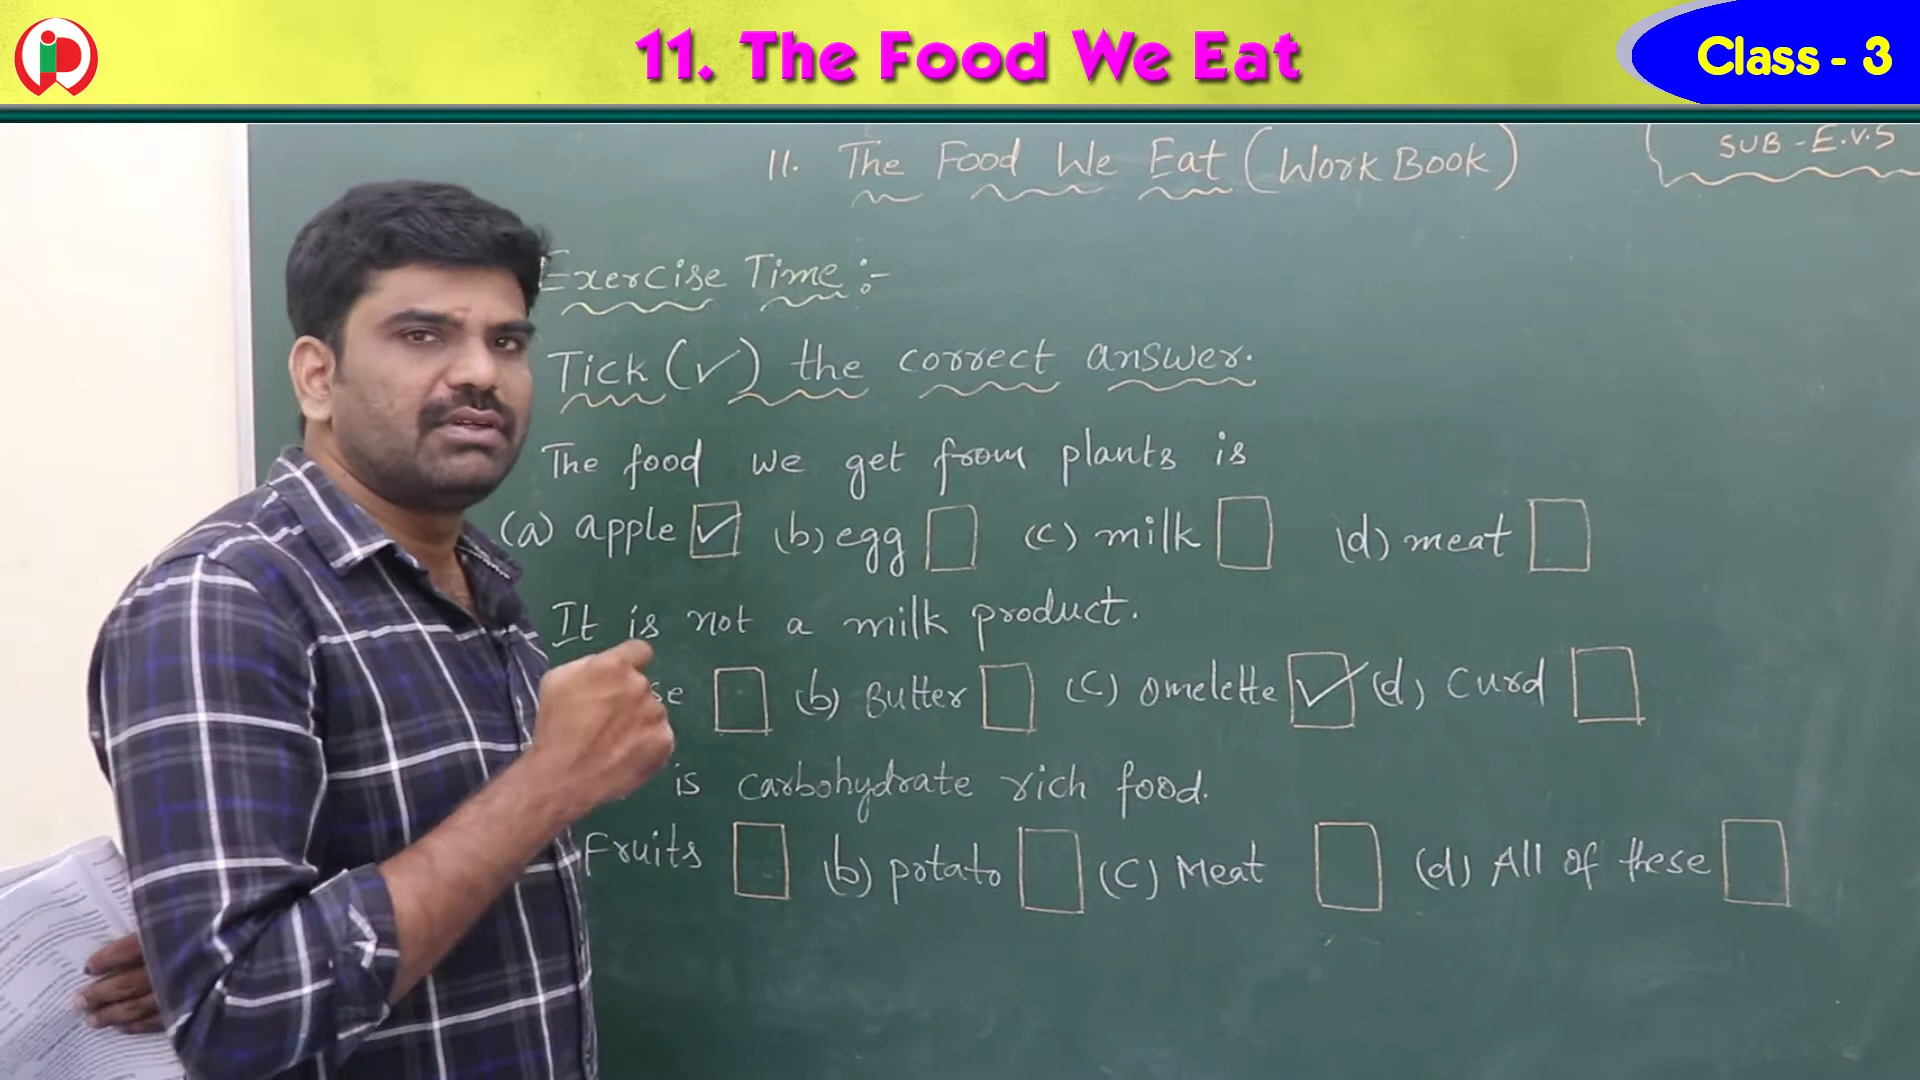 11. The Food We Eat
Class - 3
11. The Food We Eat (Work Book)
SUB - E.V.S
Exercise Time :-
Tick (✓) the correct answer.
The food we get from plants is
(a) apple ✓ (b) egg (c) milk (d) meat
It is not a milk product.
(b) Butter (c) omelette ✓ (d) curd
is carbohydrate rich food.
Fruits (b) potato (c) Meat (d) All of these